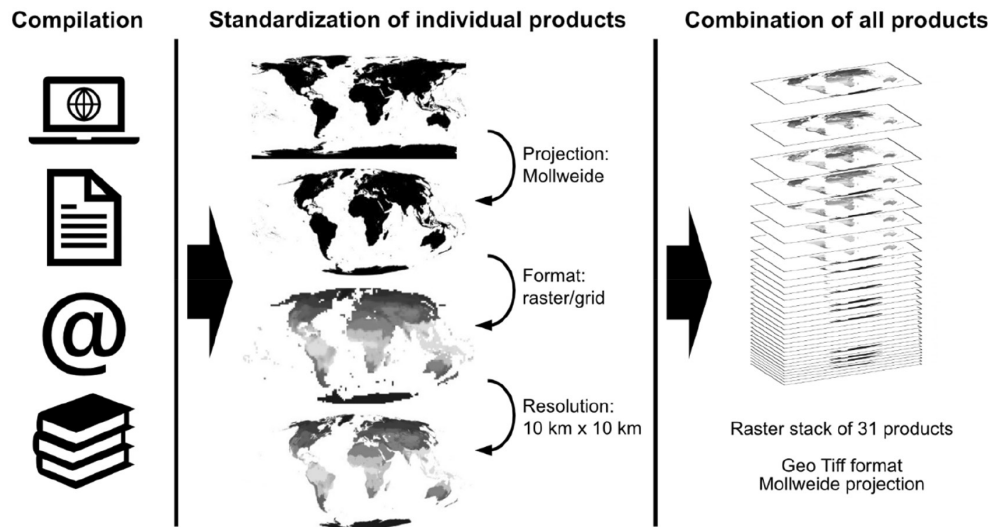 Compilation
Standardization of individual products
Combination of all products
@
Projection:
Mollweide
Format:
raster/grid
Resolution:
10 km x 10 km
Raster stack of 31 products
Geo Tiff format
Mollweide projection